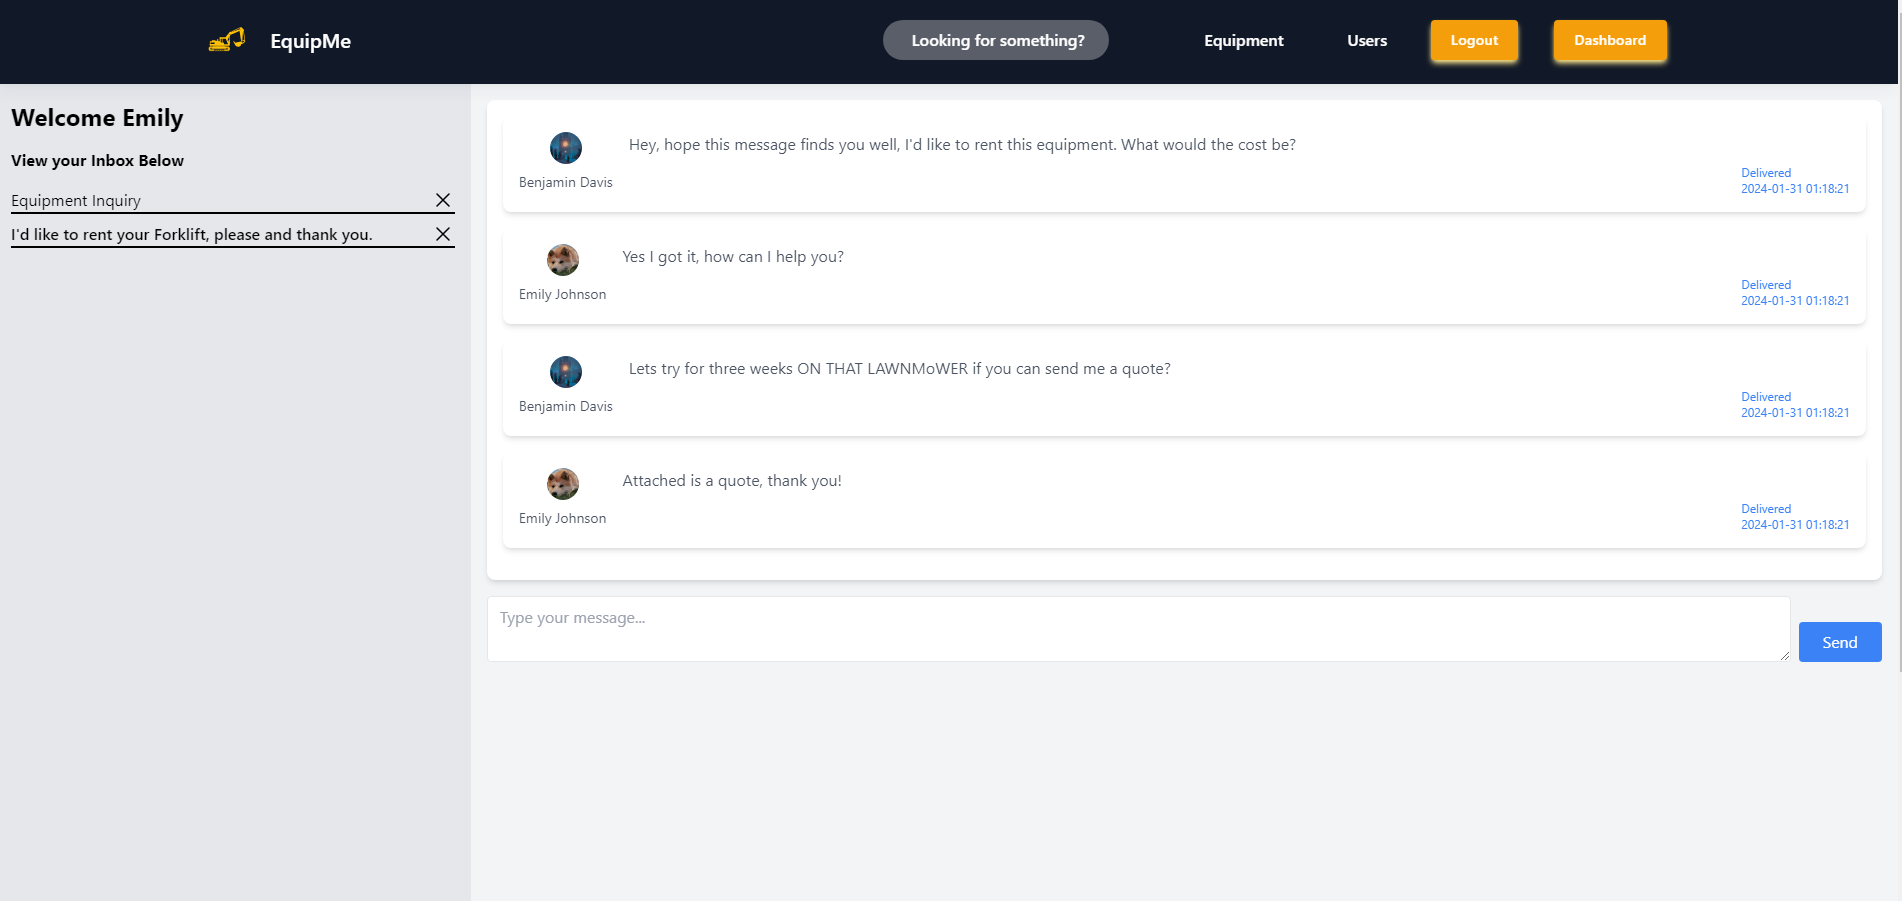 EquipMe
Looking for something?
Equipment
Users
Logout
Dashboard
Welcome Emily
View your Inbox Below
Equipment Inquiry
I'd like to rent your Forklift, please and thank you.
Hey, hope this message finds you well, I'd like to rent this equipment. What would the cost be?
Benjamin Davis
Delivered
2024-01-31 01:18:21
Yes I got it, how can I help you?
Emily Johnson
Delivered
2024-01-31 01:18:21
Lets try for three weeks ON THAT LAWNMoWER if you can send me a quote?
Benjamin Davis
Delivered
2024-01-31 01:18:21
Attached is a quote, thank you!
Emily Johnson
Delivered
2024-01-31 01:18:21
Type your message...
Send